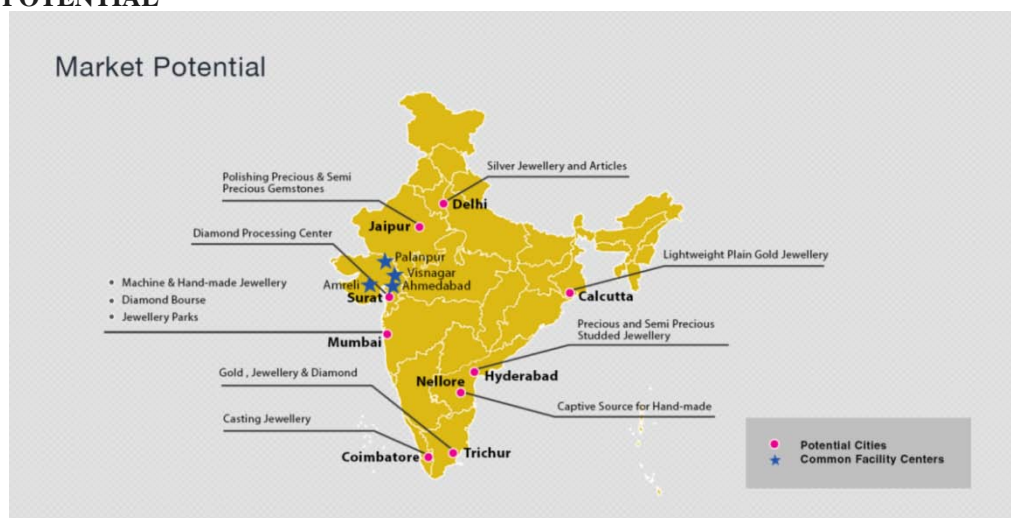 POTENTIAL
Market Potential
Silver Jewellery and Articles
Polishing Precious & Semi
Precious Gemstones
Delhi
Jaipur
Diamond Processing Center
Palanpur
Lightweight Plain Gold Jewellery
Visnagar
• Machine & Hand-made Jewellery
Amreli
Ahmedabad
Surat
Calcutta
• Diamond Bourse
• Jewellery Parks
Precious and Semi Precious
Studded Jewellery
Mumbai
Gold , Jewellery & Diamond
Nellore
Hyderabad
Captive Source for Hand-made
Casting Jewellery
Potential Cities
Coimbatore
Trichur
Common Facility Centers